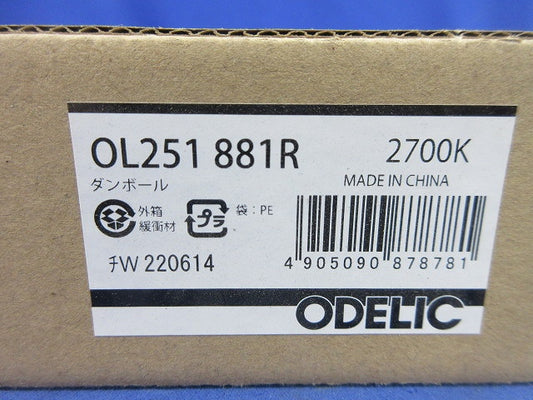 OL251 881R 2700K
ダンボール MADE IN CHINA
外箱
緩衝材
プラ 袋:PE
ﾁW 220614
4 905090 878781
ODELIC